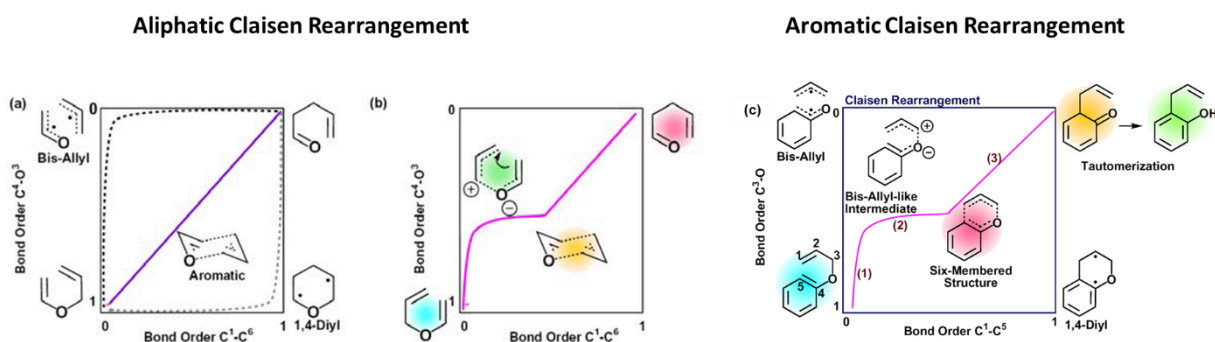 Aliphatic Claisen Rearrangement
Aromatic Claisen Rearrangement
(a)
Bis-Allyl
O
0
Bond Order C⁴-O³
1
Aromatic
O
O
O
O
1,4-Diyl
0
1
Bond Order C¹-C⁶
(b)
0
Bond Order C⁴-O³
1
+
O
−
O
O
O
0
1
Bond Order C¹-C⁶
(c)
Bis-Allyl
O
0
Claisen Rearrangement
+
O
−
Bis-Allyl-like
Intermediate
(1)
(2)
(3)
O
Six-Membered
Structure
O
OH
Tautomerization
Bond Order C³-O
1
2
3
O
4
5
O
1,4-Diyl
1
0
1
Bond Order C¹-C⁵